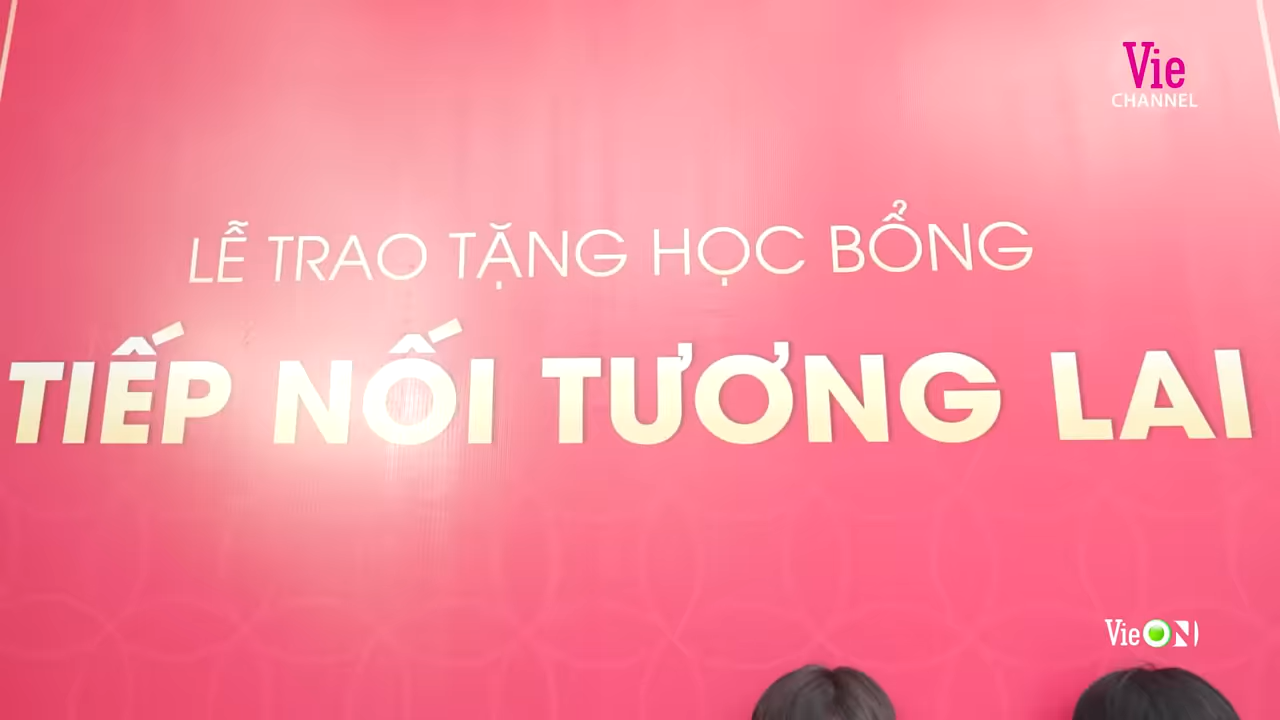 Vie
CHANNEL
LỄ TRAO TẶNG HỌC BỔNG
TIẾP NỐI TƯƠNG LAI
VieON